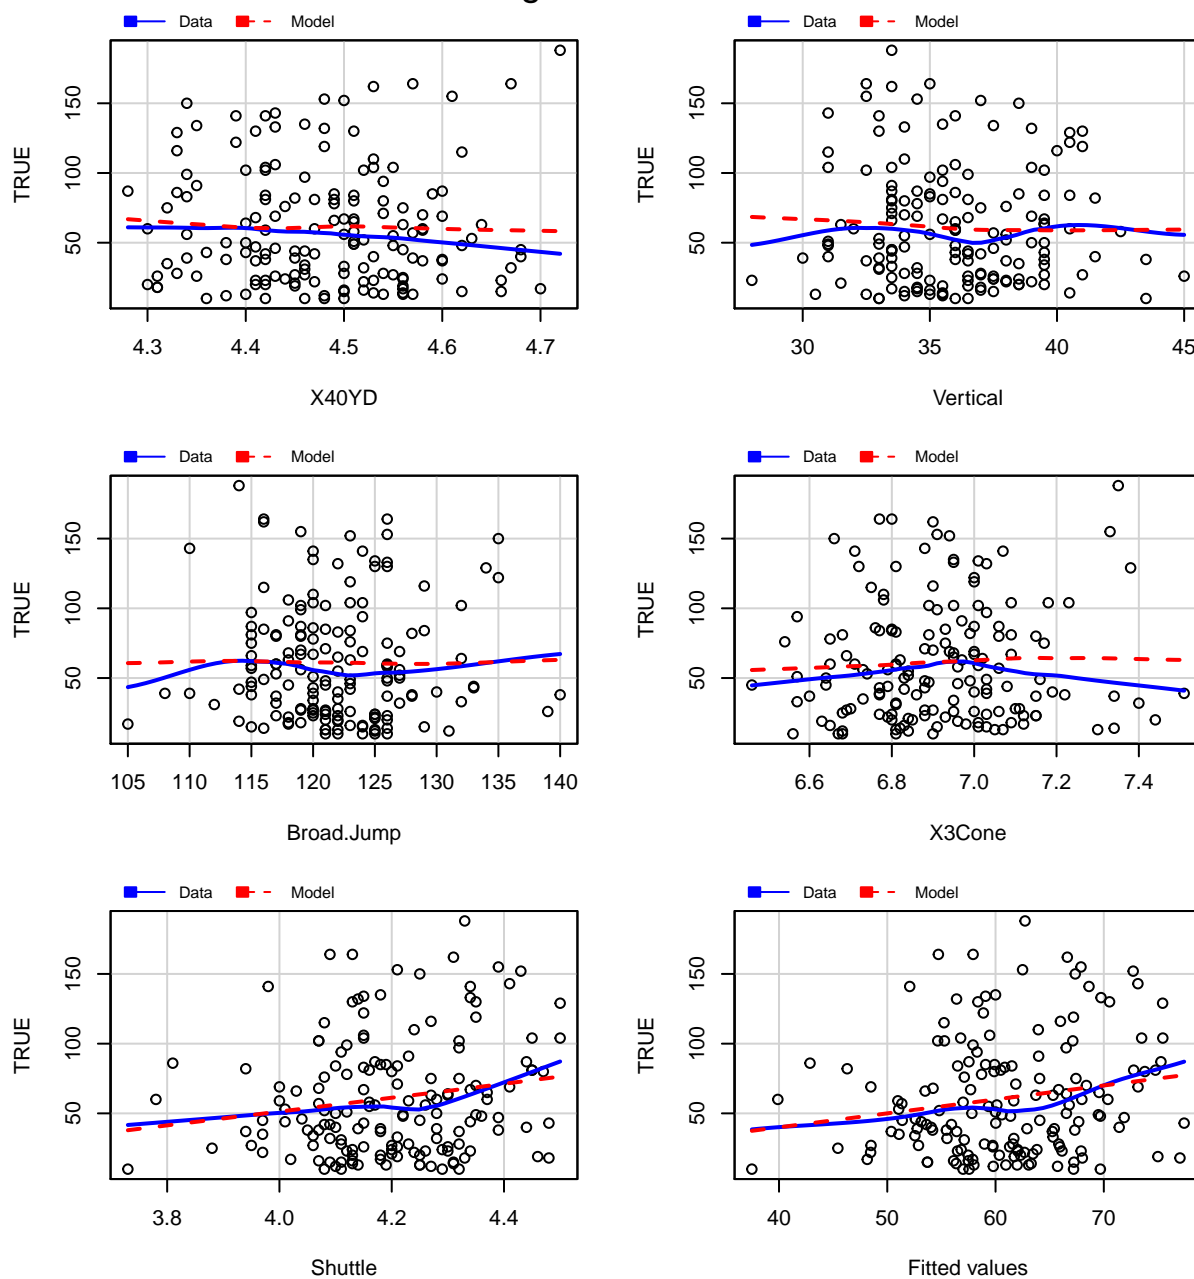 Data Model
Data Model
TRUE
50 100 150
4.3 4.4 4.5 4.6 4.7
X40YD
TRUE
50 100 150
30 35 40 45
Vertical
Data Model
Data Model
TRUE
50 100 150
105 110 115 120 125 130 135 140
Broad.Jump
TRUE
50 100 150
6.6 6.8 7.0 7.2 7.4
X3Cone
Data Model
Data Model
TRUE
50 100 150
3.8 4.0 4.2 4.4
Shuttle
TRUE
50 100 150
40 50 60 70
Fitted values